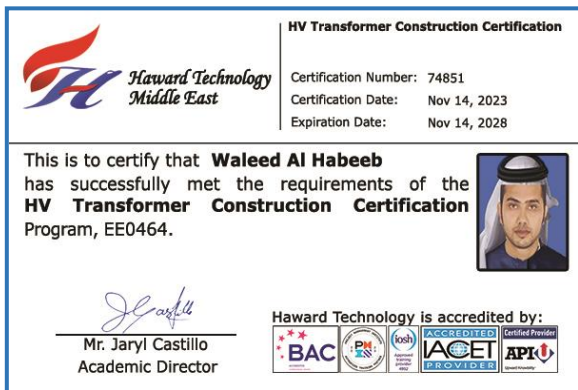 HV Transformer Construction Certification
Haward Technology
Middle East
Certification Number: 74851
Certification Date: Nov 14, 2023
Expiration Date: Nov 14, 2028
This is to certify that Waleed Al Habeeb
has successfully met the requirements of the
HV Transformer Construction Certification
Program, EE0464.
Mr. Jaryl Castillo
Academic Director
Haward Technology is accredited by:
BAC
iosh
Approved
training
provider
ACCREDITED
IACET
PROVIDER
Certified Provider
API U